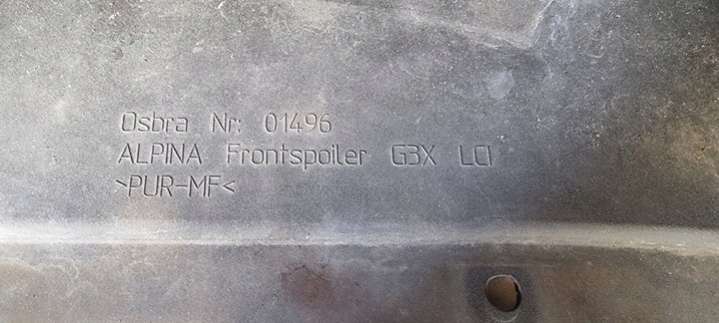 Osbra Nr: 01496
ALPINA Frontspoiler G3X LCI
>PUR-MF<